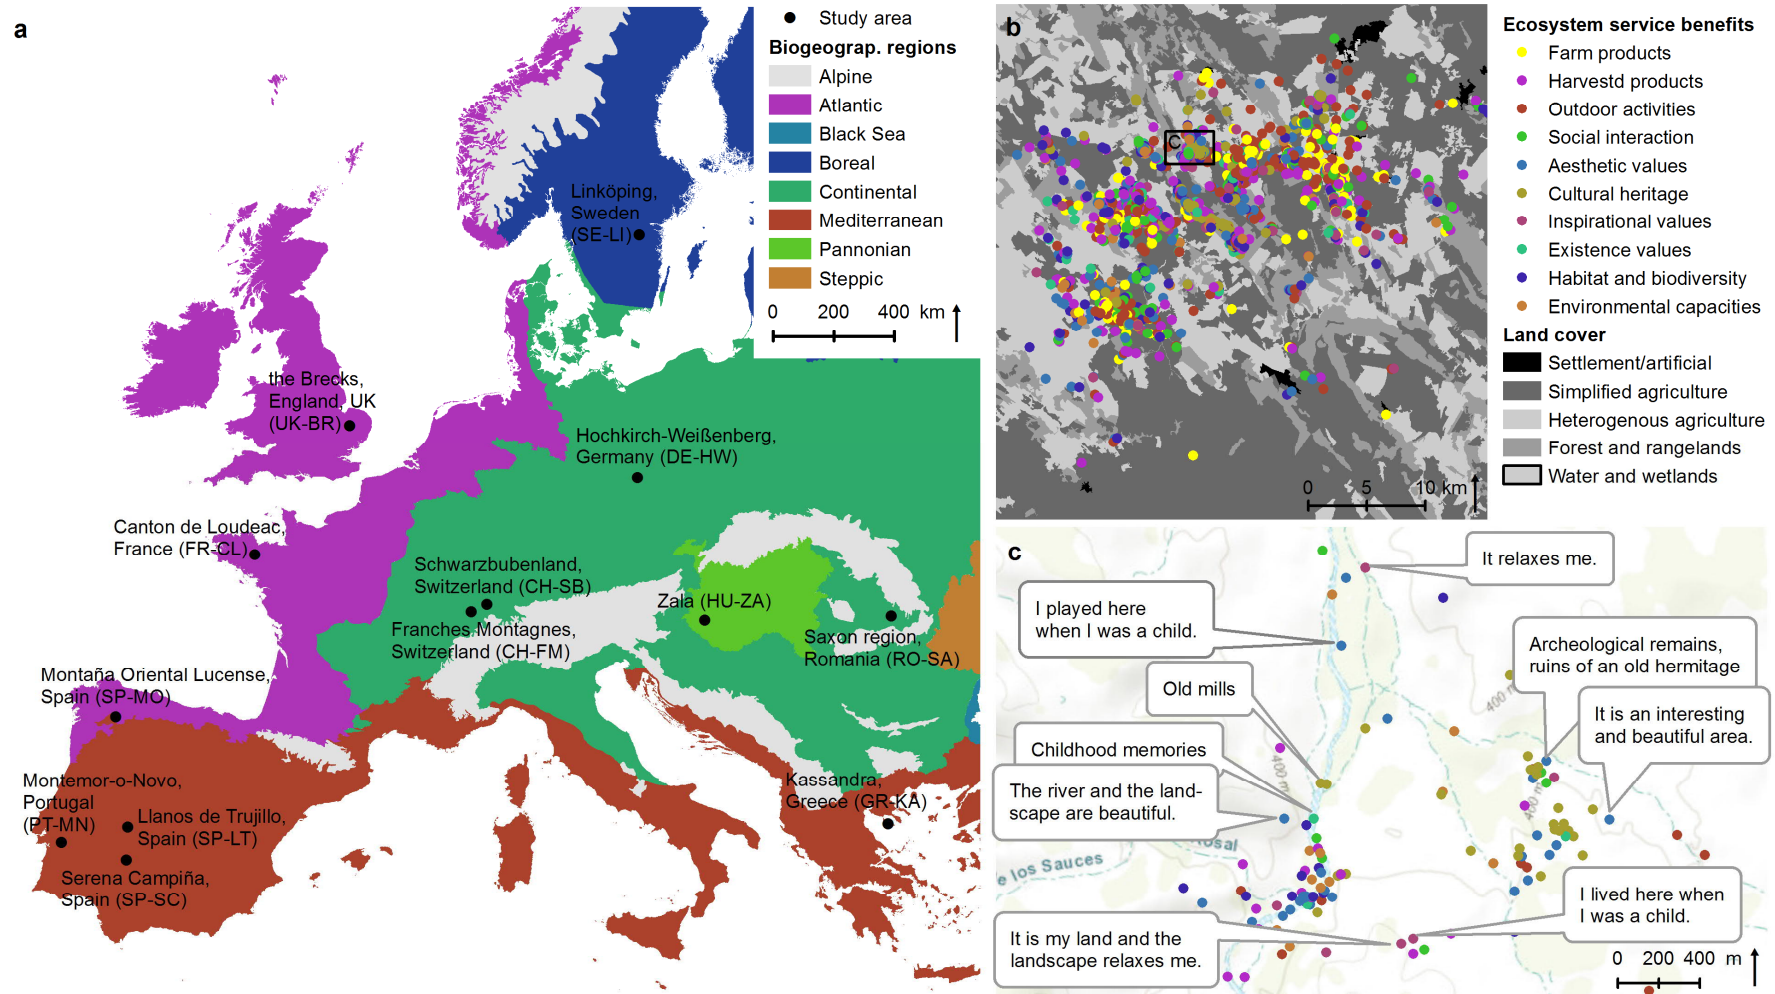 a
Study area
Biogeograp. regions
Alpine
Atlantic
Black Sea
Boreal
Continental
Mediterranean
Pannonian
Steppic
0 200 400 km
Linköping,
Sweden
(SE-LI)
the Brecks,
England, UK
(UK-BR)
Hochkirch-Weißenberg,
Germany (DE-HW)
Canton de Loudeac,
France (FR-CL)
Schwarzbubenland,
Switzerland (CH-SB)
Franches Montagnes,
Switzerland (CH-FM)
Zala (HU-ZA)
Saxon region,
Romania (RO-SA)
Montaña Oriental Lucense,
Spain (SP-MO)
Montemor-o-Novo,
Portugal
(PT-MN)
Llanos de Trujillo,
Spain (SP-LT)
Serena Campiña,
Spain (SP-SC)
Kassandra,
Greece (GR-KA)
b
C
0 5 10 km
Ecosystem service benefits
Farm products
Harvestd products
Outdoor activities
Social interaction
Aesthetic values
Cultural heritage
Inspirational values
Existence values
Habitat and biodiversity
Environmental capacities
Land cover
Settlement/artificial
Simplified agriculture
Heterogenous agriculture
Forest and rangelands
Water and wetlands
c
It relaxes me.
I played here
when I was a child.
Archeological remains,
ruins of an old hermitage
Old mills
It is an interesting
and beautiful area.
Childhood memories
The river and the land-
scape are beautiful.
400 m
400 m
400 m
e los Sauces
Rosal
I lived here when
I was a child.
It is my land and the
landscape relaxes me.
0 200 400 m